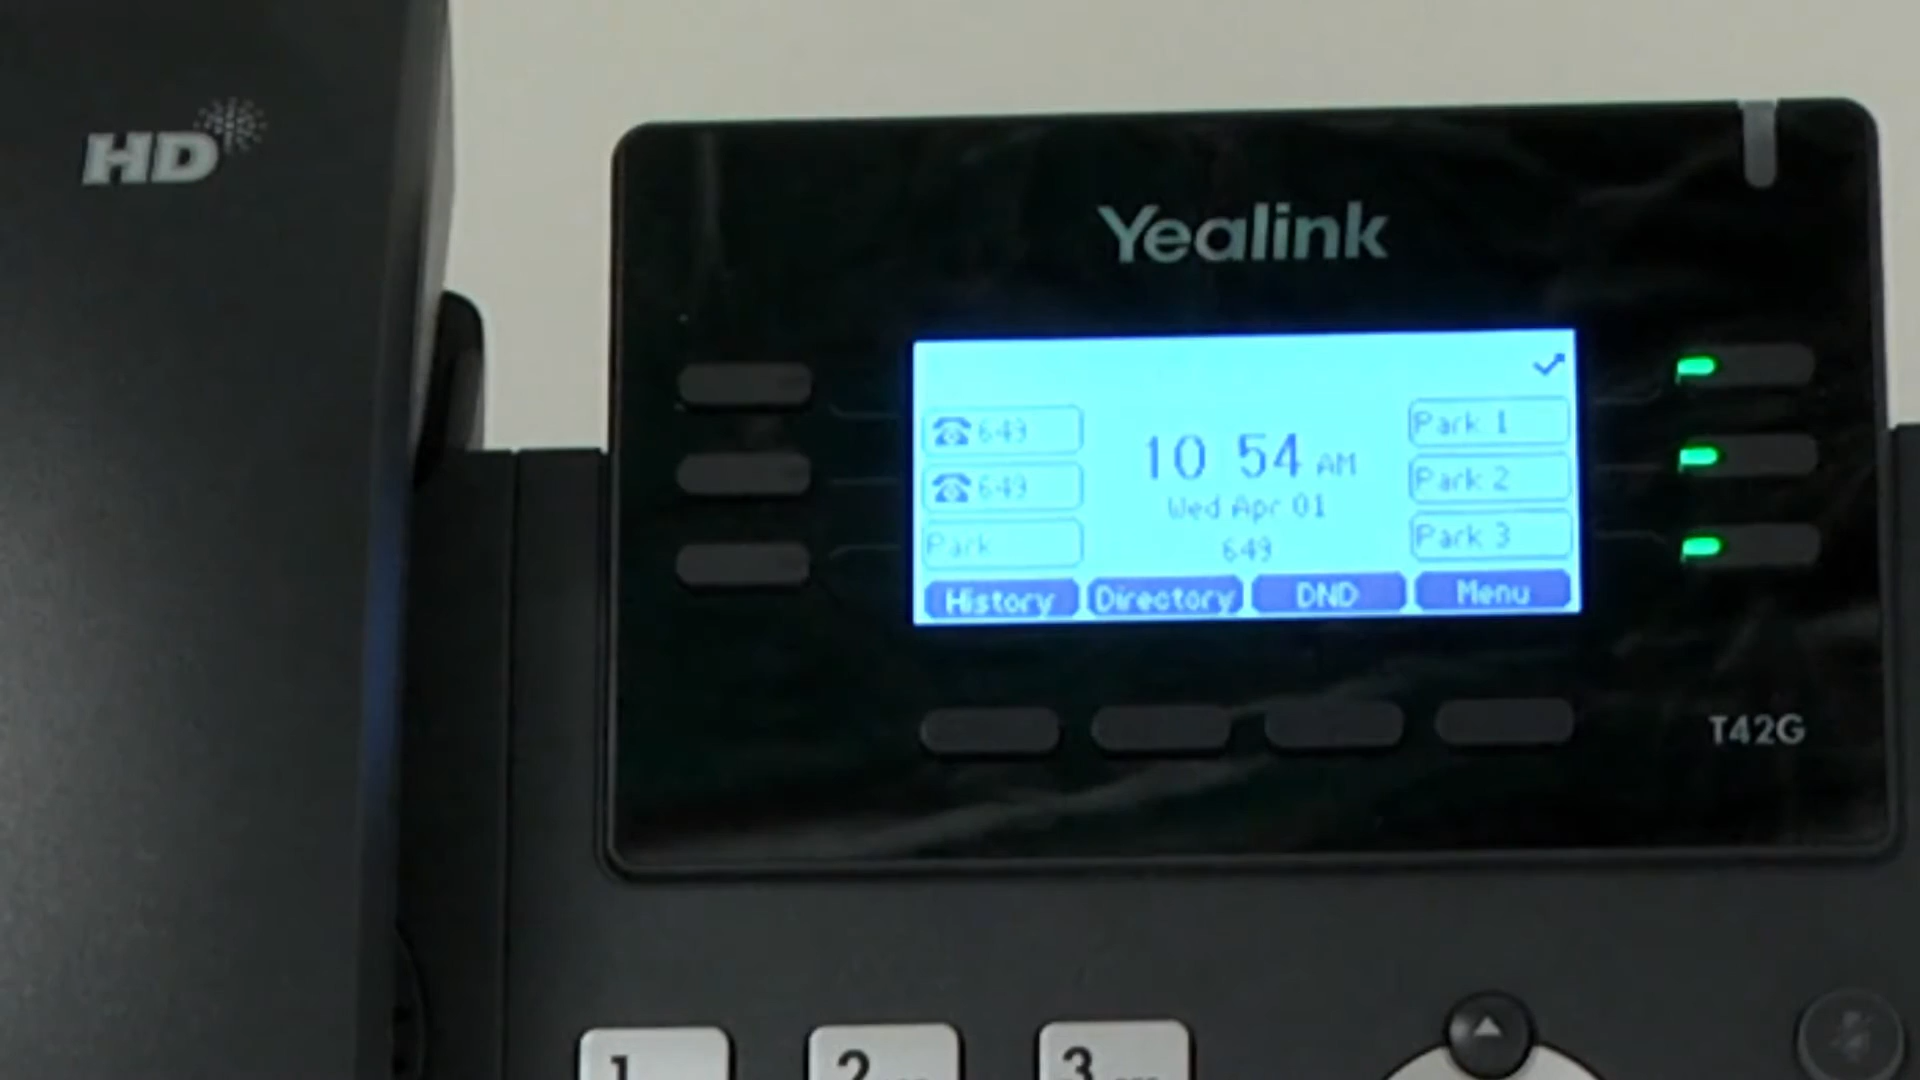 HD
Yealink
649
649
Park
10 54 AM
Wed Apr 01
649
Park 1
Park 2
Park 3
History Directory DND Menu
T42G
1 2 3